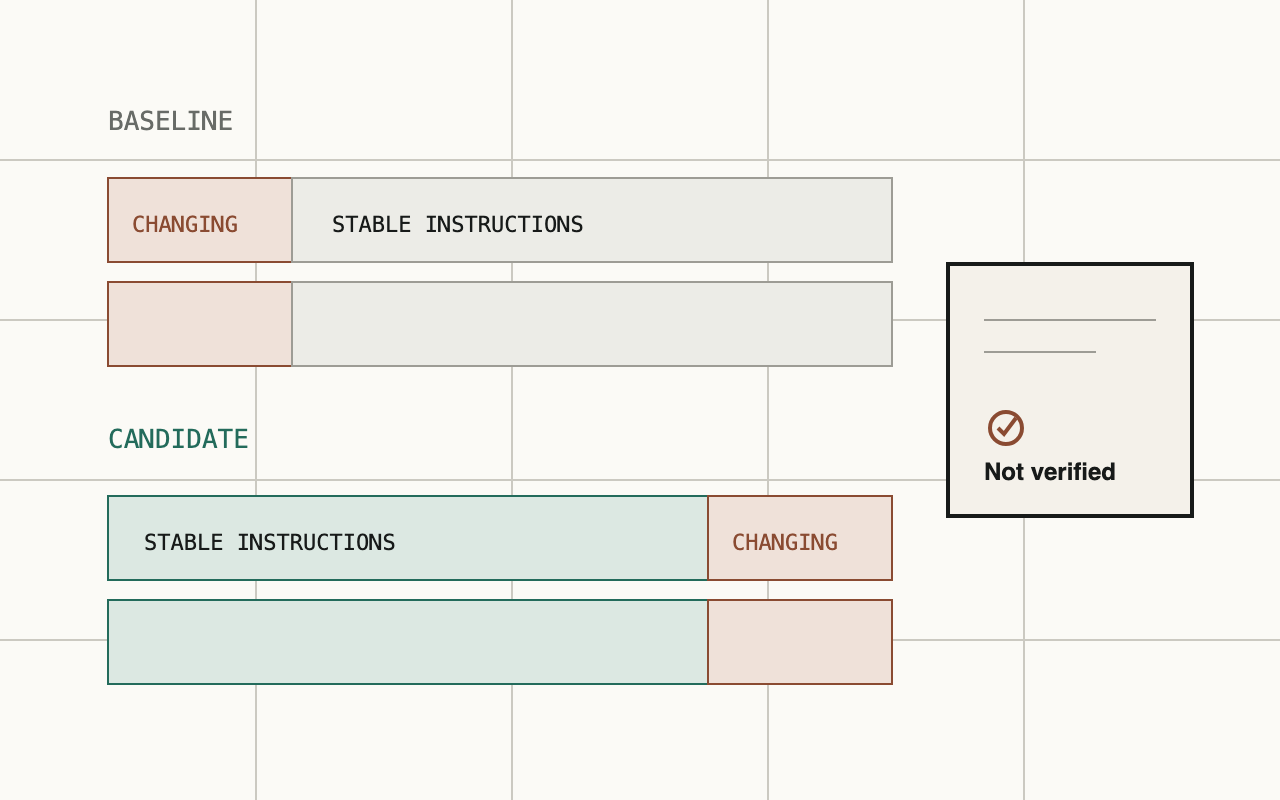 BASELINE
CHANGING
STABLE INSTRUCTIONS
CANDIDATE
STABLE INSTRUCTIONS
CHANGING
Not verified